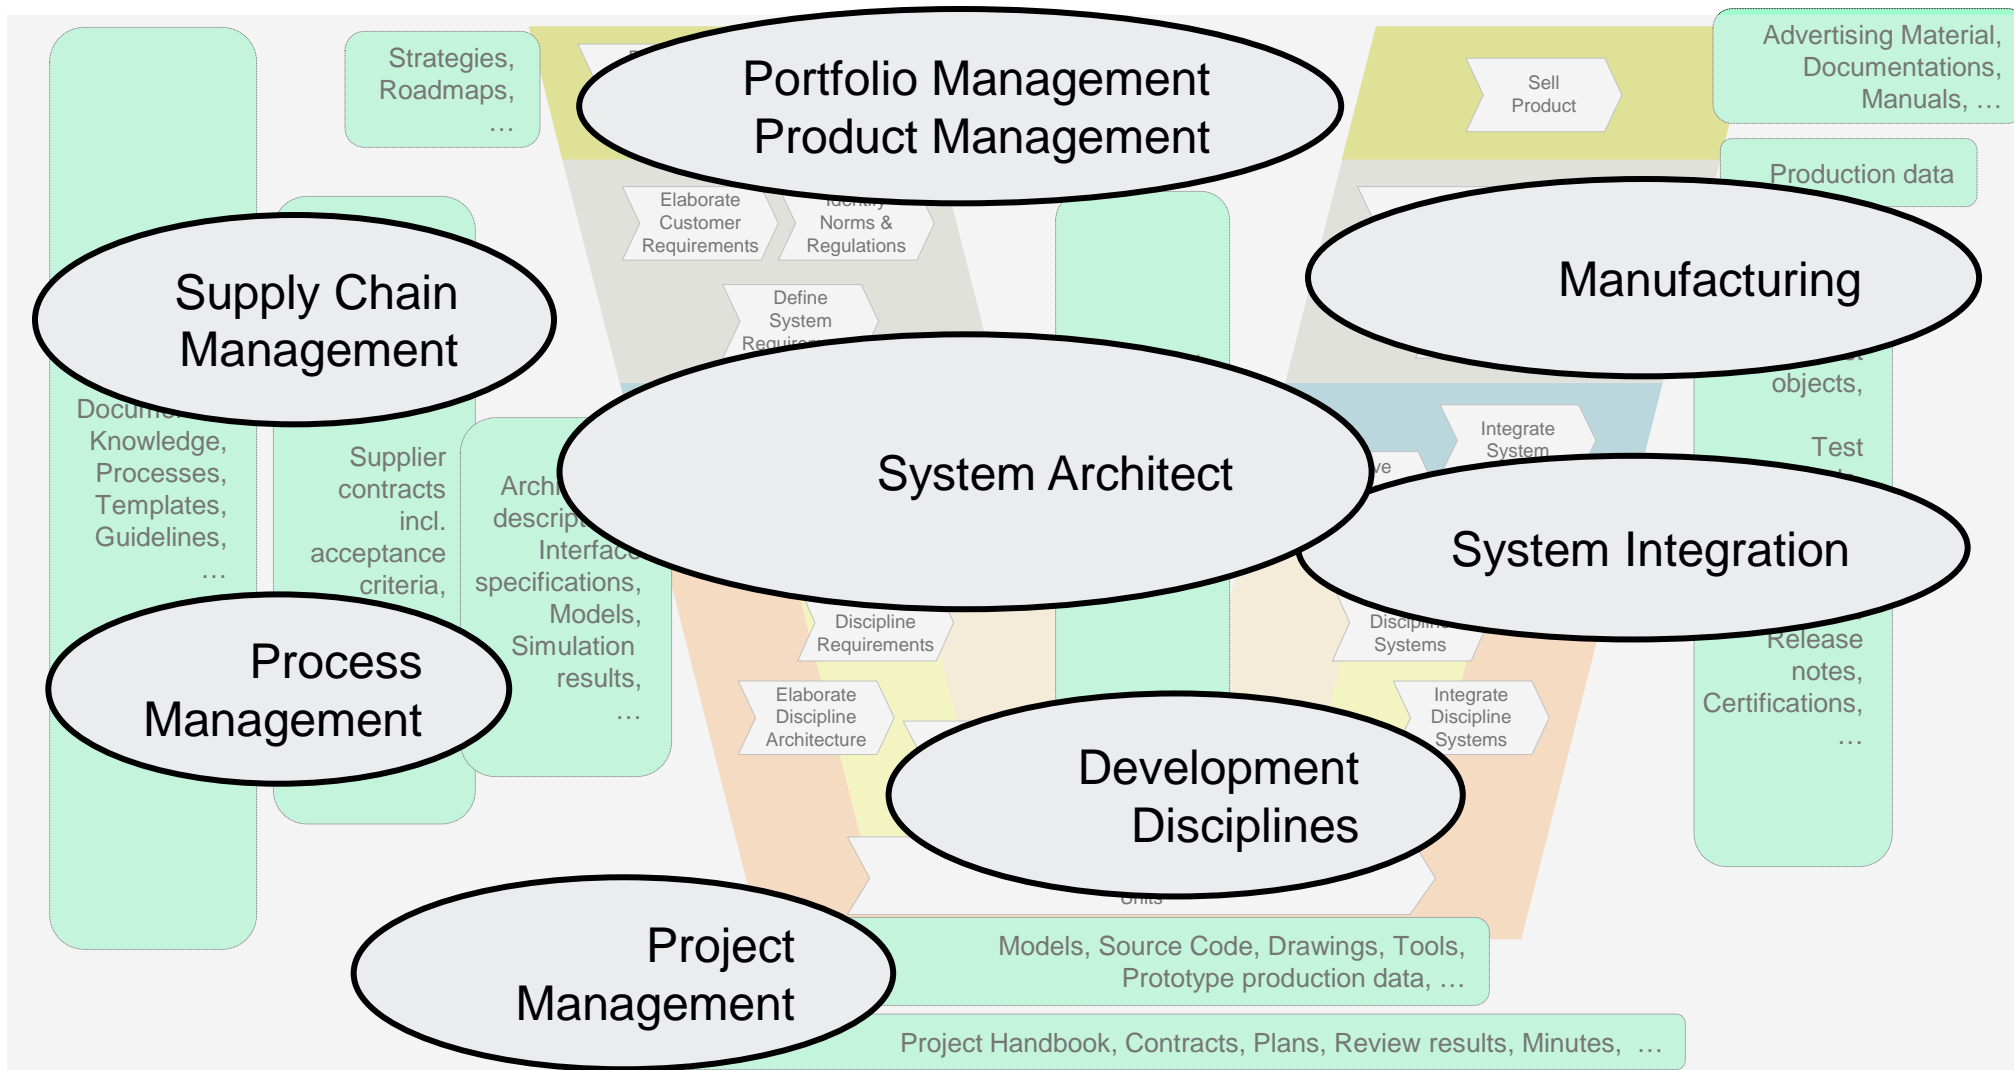 Strategies,
Roadmaps,
…
Portfolio Management
Product Management
Sell
Product
Advertising Material,
Documentations,
Manuals, …
Production data
Elaborate
Customer
Requirements
Norms &
Regulations
Define
System
Supply Chain
Management
Manufacturing
objects,
Test
Knowledge,
Processes,
Templates,
Guidelines,
…
Supplier
contracts
incl.
acceptance
criteria,
Interface
specifications,
Models,
Simulation
results,
…
System Architect
Integrate
System
System Integration
Release
notes,
Certifications,
…
Discipline
Requirements
Systems
Elaborate
Discipline
Architecture
Integrate
Discipline
Systems
Process
Management
Development
Disciplines
Units
Project
Management
Models, Source Code, Drawings, Tools,
Prototype production data, …
Project Handbook, Contracts, Plans, Review results, Minutes, …